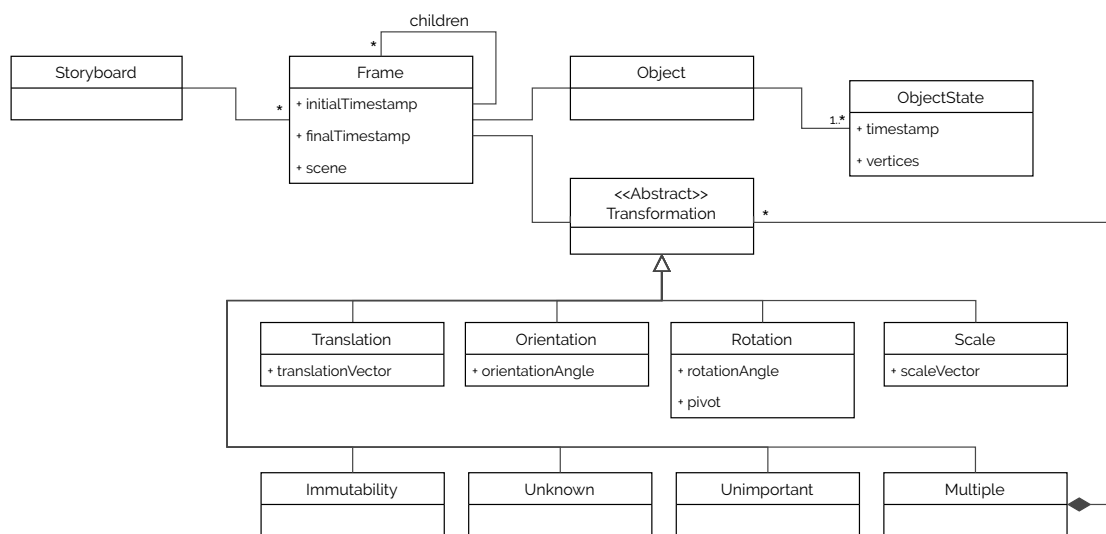 children
*
Storyboard
*
Frame
+ initialTimestamp
+ finalTimestamp
+ scene
Object
1..*
ObjectState
+ timestamp
+ vertices
<<Abstract>>
Transformation
*
Translation
+ translationVector
Orientation
+ orientationAngle
Rotation
+ rotationAngle
+ pivot
Scale
+ scaleVector
Immutability
Unknown
Unimportant
Multiple